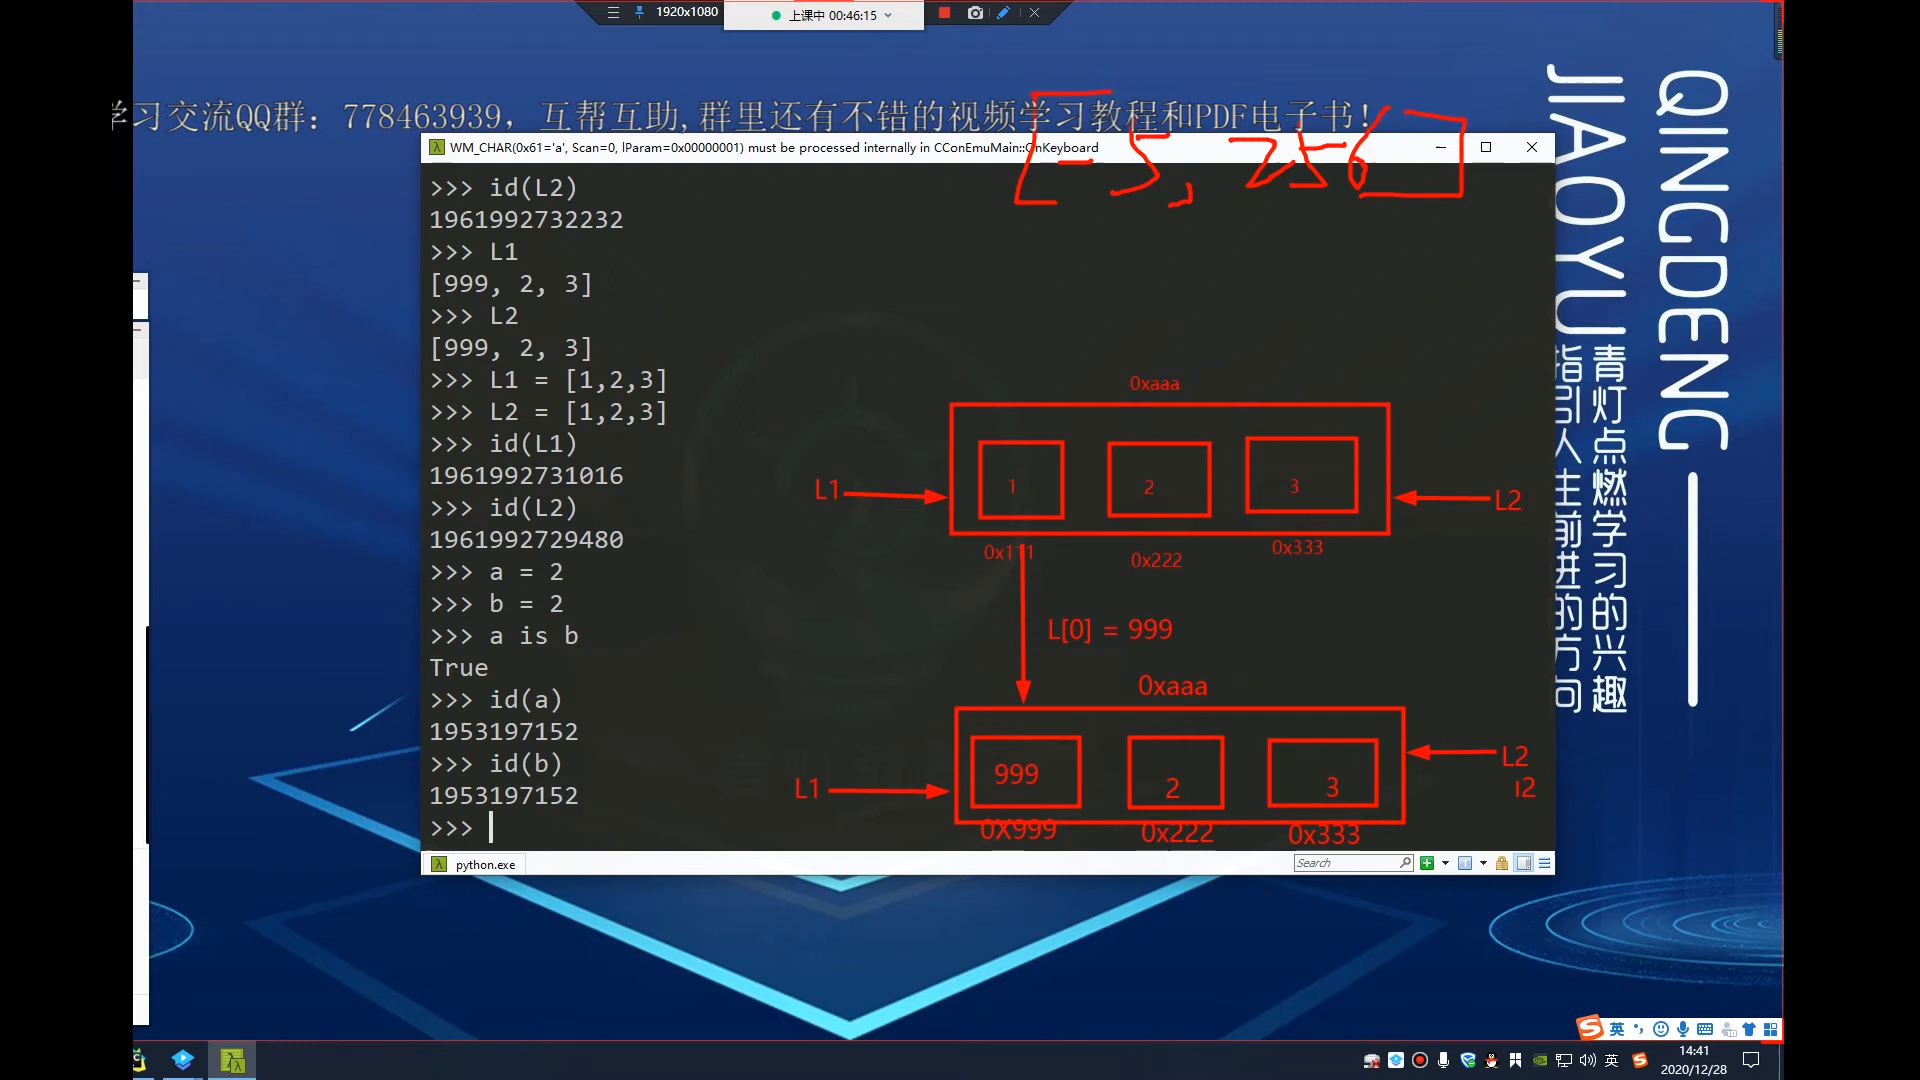 1920x1080
上课中 00:46:15
学习交流QQ群：778463939，互帮互助,群里还有不错的视频学习教程和PDF电子书！
[-5, 256]
WM_CHAR(0x61='a', Scan=0, lParam=0x00000001) must be processed internally in CConEmuMain::OnKeyboard
>>> id(L2)
1961992732232
>>> L1
[999, 2, 3]
>>> L2
[999, 2, 3]
>>> L1 = [1,2,3]
>>> L2 = [1,2,3]
>>> id(L1)
1961992731016
>>> id(L2)
1961992729480
>>> a = 2
>>> b = 2
>>> a is b
True
>>> id(a)
1953197152
>>> id(b)
1953197152
>>>
0xaaa
L1
1
2
3
L2
0x111
0x222
0x333
L[0] = 999
0xaaa
L1
999
2
3
L2
0X999
0x222
0x333
python.exe
Search
QINGDENG
JIAOYU
青灯点燃学习的兴趣
指引人生前进的方向
英
英
14:41
2020/12/28